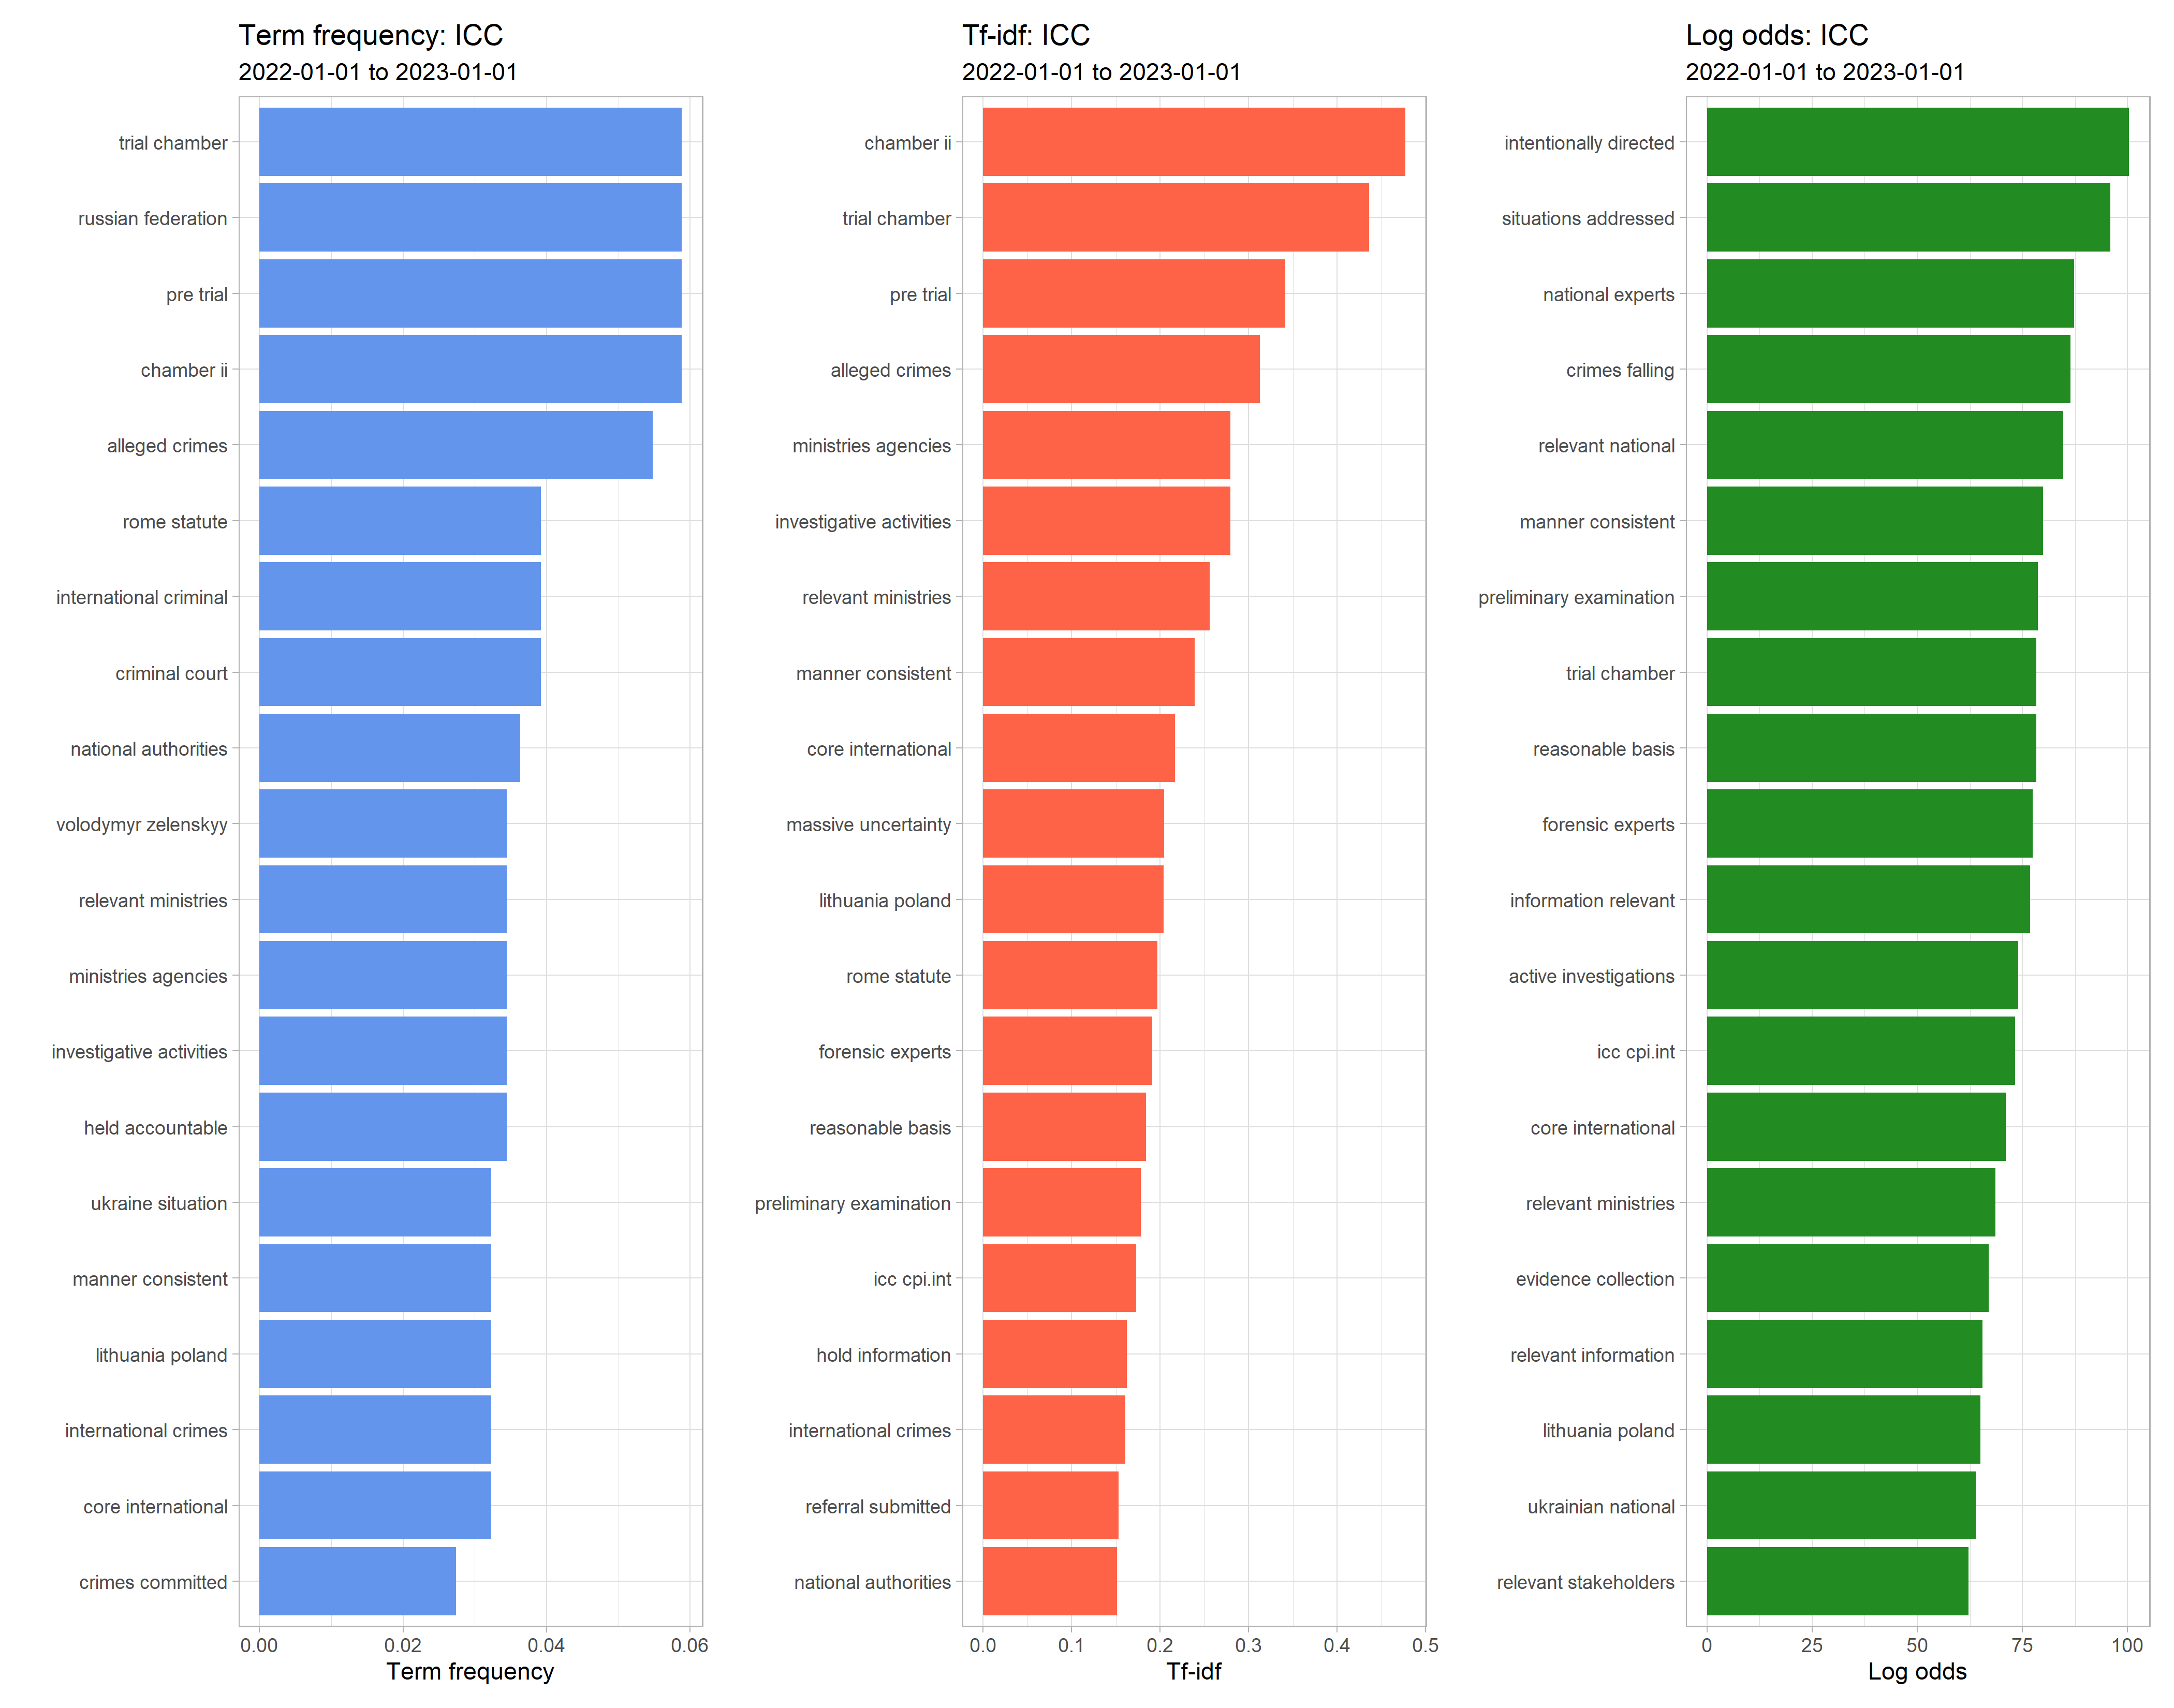 Term frequency: ICC
2022-01-01 to 2023-01-01
trial chamber
russian federation
pre trial
chamber ii
alleged crimes
rome statute
international criminal
criminal court
national authorities
volodymyr zelenskyy
relevant ministries
ministries agencies
investigative activities
held accountable
ukraine situation
manner consistent
lithuania poland
international crimes
core international
crimes committed
0.00 0.02 0.04 0.06
Term frequency
Tf-idf: ICC
2022-01-01 to 2023-01-01
chamber ii
trial chamber
pre trial
alleged crimes
ministries agencies
investigative activities
relevant ministries
manner consistent
core international
massive uncertainty
lithuania poland
rome statute
forensic experts
reasonable basis
preliminary examination
icc cpi.int
hold information
international crimes
referral submitted
national authorities
0.0 0.1 0.2 0.3 0.4 0.5
Tf-idf
Log odds: ICC
2022-01-01 to 2023-01-01
intentionally directed
situations addressed
national experts
crimes falling
relevant national
manner consistent
preliminary examination
trial chamber
reasonable basis
forensic experts
information relevant
active investigations
icc cpi.int
core international
relevant ministries
evidence collection
relevant information
lithuania poland
ukrainian national
relevant stakeholders
0 25 50 75 100
Log odds